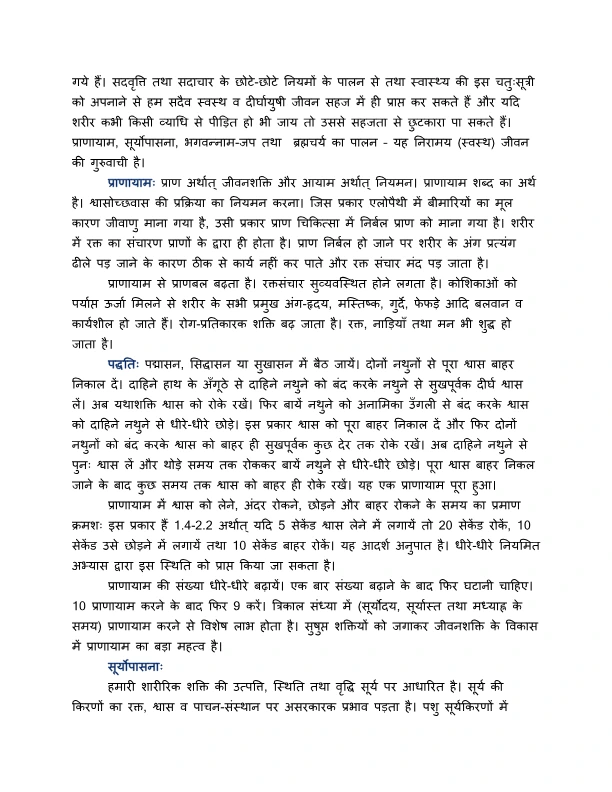 गये हैं। सदवृत्ति तथा सदाचार के छोटे-छोटे नियमों के पालन से तथा स्वास्थ्य की इस चतुःसूत्री
को अपनाने से हम सदैव स्वस्थ व दीर्घायुषी जीवन सहज में ही प्राप्त कर सकते हैं और यदि
शरीर कभी किसी व्याधि से पीड़ित हो भी जाय तो उससे सहजता से छुटकारा पा सकते हैं।
प्राणायाम, सूर्योपासना, भगवन्नाम-जप तथा ब्रह्मचर्य का पालन - यह निरामय (स्वस्थ) जीवन
की गुरुवाची है।
प्राणायामः प्राण अर्थात् जीवनशक्ति और आयाम अर्थात् नियमन। प्राणायाम शब्द का अर्थ
है। श्वासोच्छवास की प्रक्रिया का नियमन करना। जिस प्रकार एलोपैथी में बीमारियों का मूल
कारण जीवाणु माना गया है, उसी प्रकार प्राण चिकित्सा में निर्बल प्राण को माना गया है। शरीर
में रक्त का संचारण प्राणों के द्वारा ही होता है। प्राण निर्बल हो जाने पर शरीर के अंग प्रत्यंग
ढीले पड़ जाने के कारण ठीक से कार्य नहीं कर पाते और रक्त संचार मंद पड़ जाता है।
प्राणायाम से प्राणबल बढ़ता है। रक्तसंचार सुव्यवस्थित होने लगता है। कोशिकाओं को
पर्याप्त ऊर्जा मिलने से शरीर के सभी प्रमुख अंग-हृदय, मस्तिष्क, गुर्दे, फेफड़े आदि बलवान व
कार्यशील हो जाते हैं। रोग-प्रतिकारक शक्ति बढ़ जाता है। रक्त, नाड़ियाँ तथा मन भी शुद्ध हो
जाता है।
पद्धतिः पद्मासन, सिद्धासन या सुखासन में बैठ जायें। दोनों नथुनों से पूरा श्वास बाहर
निकाल दें। दाहिने हाथ के अँगूठे से दाहिने नथुने को बंद करके नथुने से सुखपूर्वक दीर्घ श्वास
लें। अब यथाशक्ति श्वास को रोके रखें। फिर बायें नथुने को अनामिका उँगली से बंद करके श्वास
को दाहिने नथुने से धीरे-धीरे छोड़े। इस प्रकार श्वास को पूरा बाहर निकाल दें और फिर दोनों
नथुनों को बंद करके श्वास को बाहर ही सुखपूर्वक कुछ देर तक रोके रखें। अब दाहिने नथुने से
पुनः श्वास लें और थोड़े समय तक रोककर बायें नथुने से धीरे-धीरे छोड़े। पूरा श्वास बाहर निकल
जाने के बाद कुछ समय तक श्वास को बाहर ही रोके रखें। यह एक प्राणायाम पूरा हुआ।
प्राणायाम में श्वास को लेने, अंदर रोकने, छोड़ने और बाहर रोकने के समय का प्रमाण
क्रमशः इस प्रकार हैं 1.4-2.2 अर्थात् यदि 5 सेकेंड श्वास लेने में लगायें तो 20 सेकेंड रोकें, 10
सेकेंड उसे छोड़ने में लगायें तथा 10 सेकेंड बाहर रोकें। यह आदर्श अनुपात है। धीरे-धीरे नियमित
अभ्यास द्वारा इस स्थिति को प्राप्त किया जा सकता है।
प्राणायाम की संख्या धीरे-धीरे बढ़ायें। एक बार संख्या बढ़ाने के बाद फिर घटानी चाहिए।
10 प्राणायाम करने के बाद फिर 9 करें। त्रिकाल संध्या में (सूर्योदय, सूर्यास्त तथा मध्याह्न के
समय) प्राणायाम करने से विशेष लाभ होता है। सुषुप्त शक्तियों को जगाकर जीवनशक्ति के विकास
में प्राणायाम का बड़ा महत्व है।
सूर्योपासनाः
हमारी शारीरिक शक्ति की उत्पत्ति, स्थिति तथा वृद्धि सूर्य पर आधारित है। सूर्य की
किरणों का रक्त, श्वास व पाचन-संस्थान पर असरकारक प्रभाव पड़ता है। पशु सूर्यकिरणों में